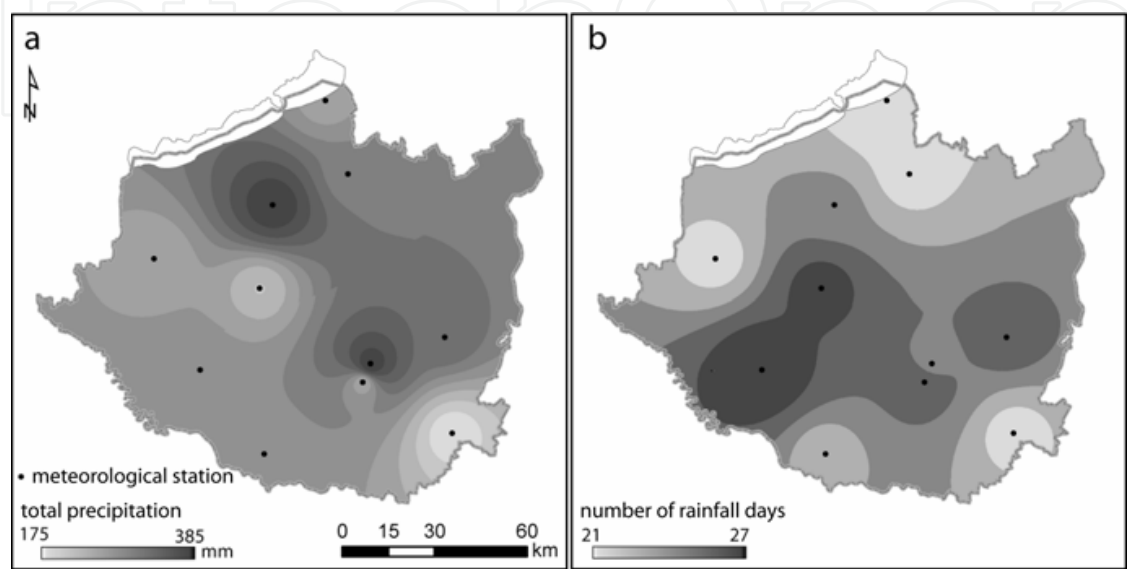 a
N
• meteorological station
total precipitation
175 385
mm
0 15 30 60
km
b
number of rainfall days
21 27